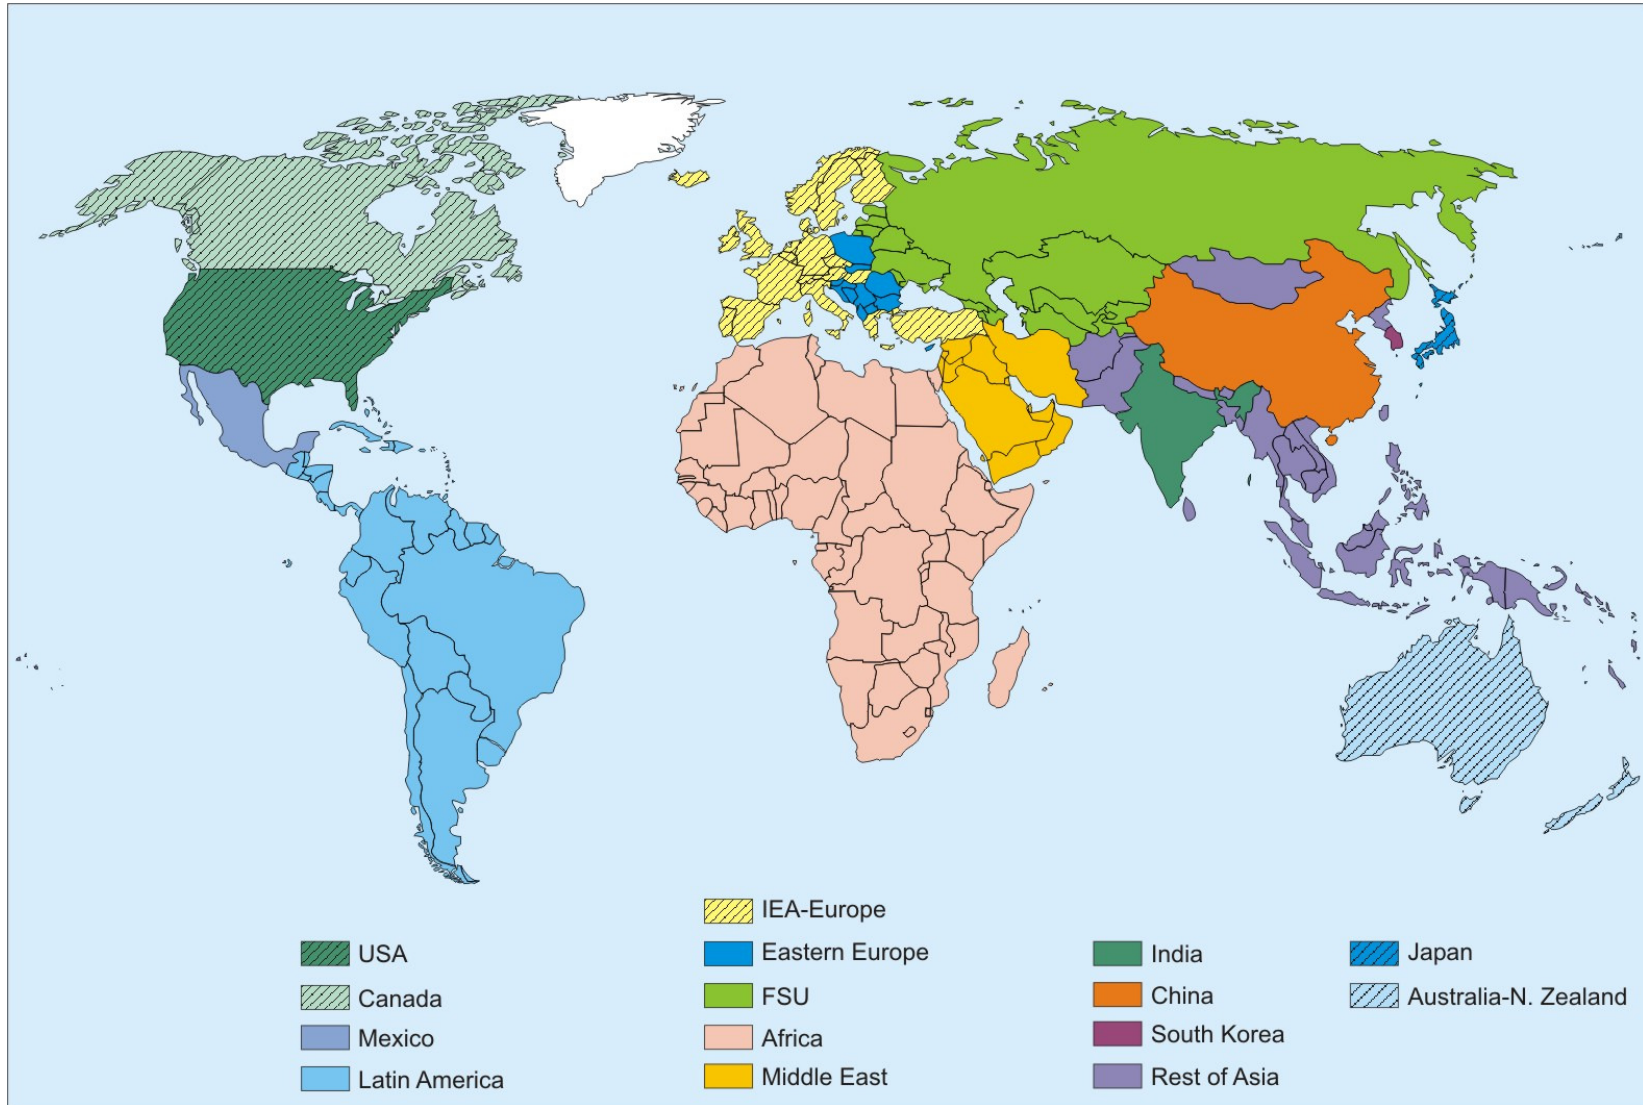 USA
Canada
Mexico
Latin America
IEA-Europe
Eastern Europe
FSU
Africa
Middle East
India
China
South Korea
Rest of Asia
Japan
Australia-N. Zealand